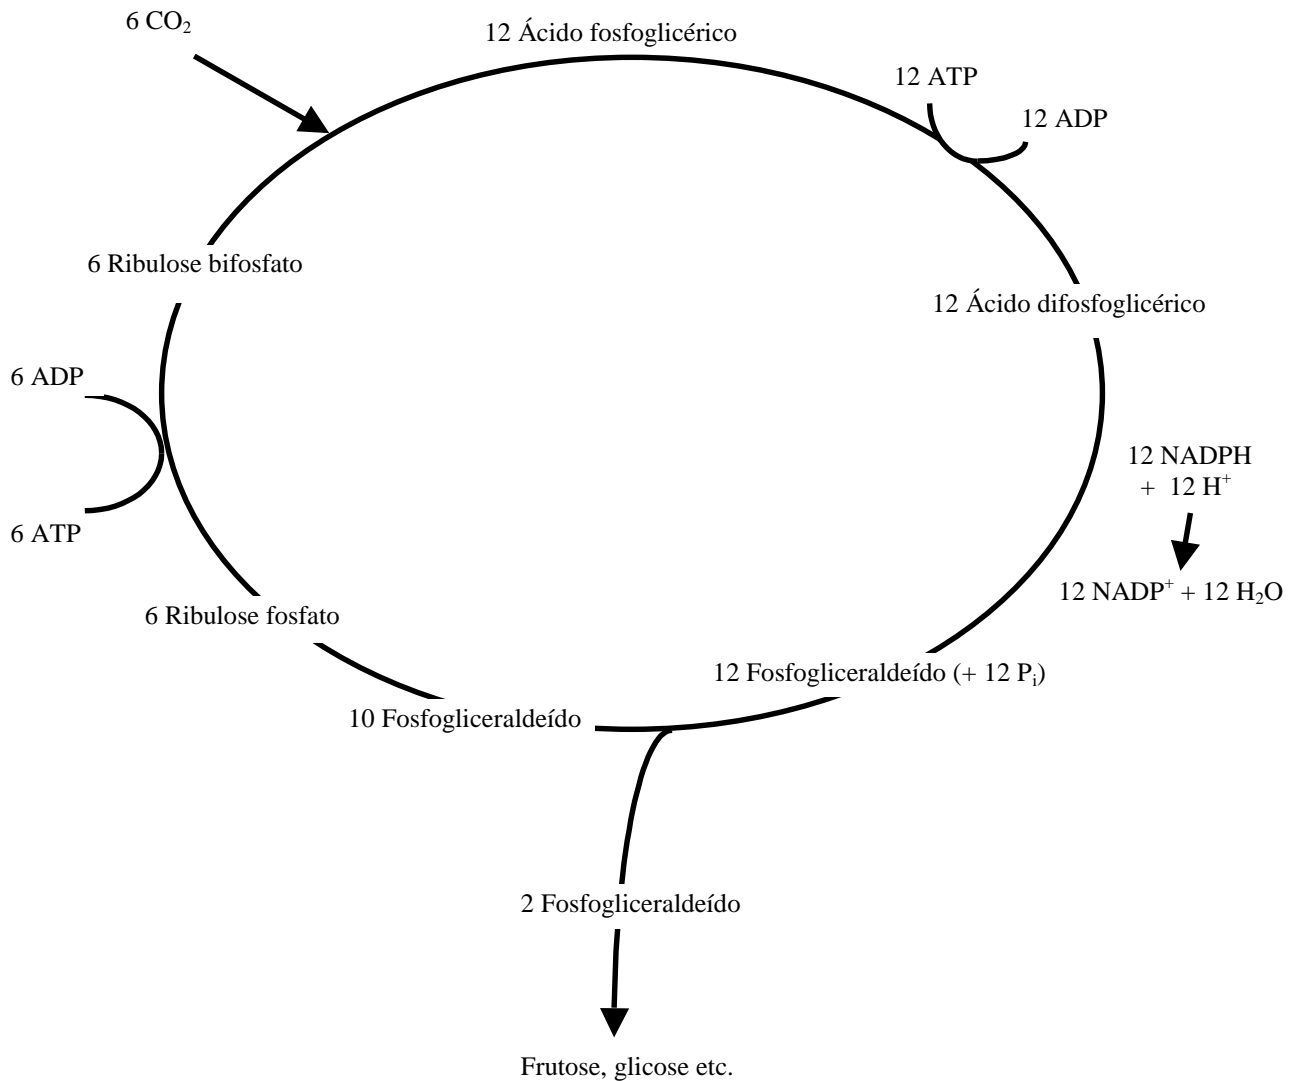 6 CO₂
12 Ácido fosfoglicérico
12 ATP
12 ADP
6 Ribulose bifosfato
12 Ácido difosfoglicérico
6 ADP
12 NADPH
+ 12 H⁺
6 ATP
12 NADP⁺ + 12 H₂O
6 Ribulose fosfato
12 Fosfogliceraldeído (+ 12 Pᵢ)
10 Fosfogliceraldeído
2 Fosfogliceraldeído
Frutose, glicose etc.